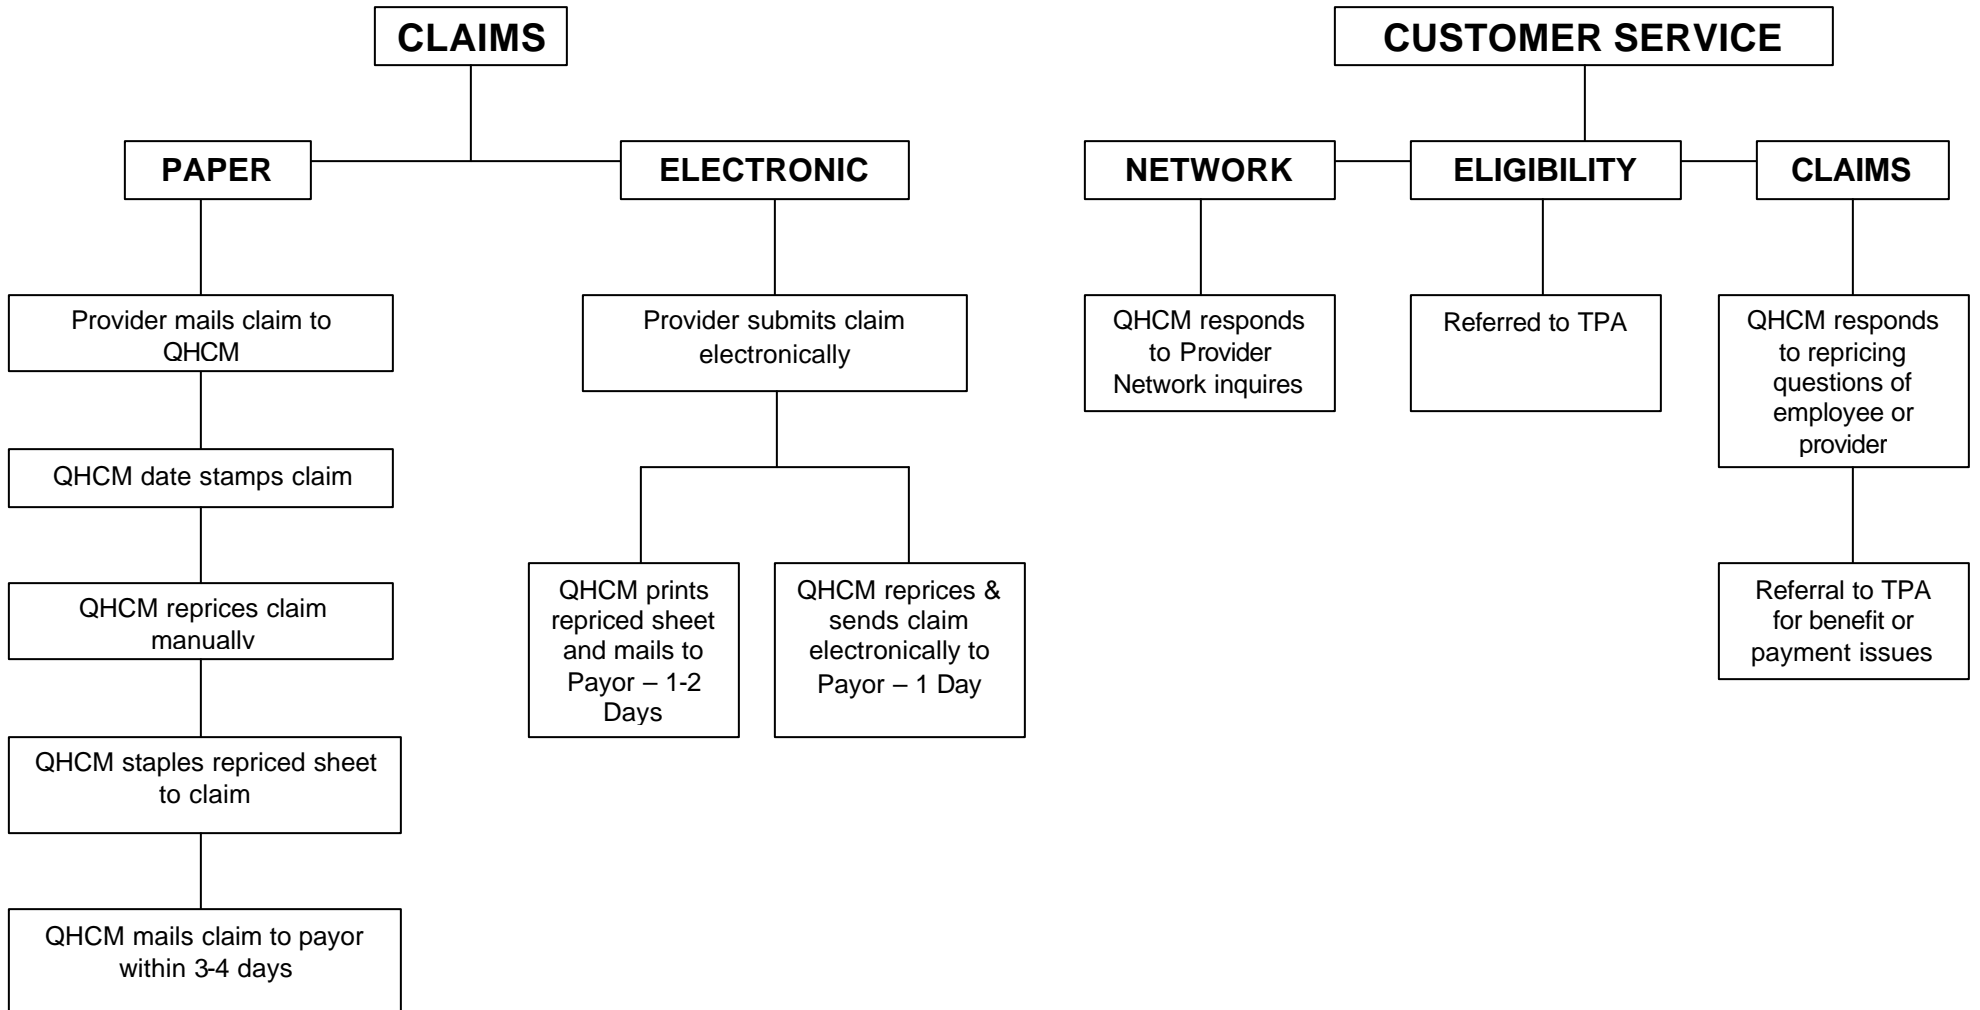 CLAIMS
PAPER
ELECTRONIC
Provider mails claim to
QHCM
QHCM date stamps claim
QHCM reprices claim
manually
QHCM staples repriced sheet
to claim
QHCM mails claim to payor
within 3-4 days
Provider submits claim
electronically
QHCM prints
repriced sheet
and mails to
Payor – 1-2
Days
QHCM reprices &
sends claim
electronically to
Payor – 1 Day
CUSTOMER SERVICE
NETWORK
ELIGIBILITY
CLAIMS
QHCM responds
to Provider
Network inquires
Referred to TPA
QHCM responds
to repricing
questions of
employee or
provider
Referral to TPA
for benefit or
payment issues